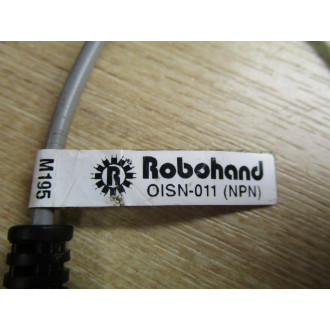 M195
R Robohand
OISN-011 (NPN)